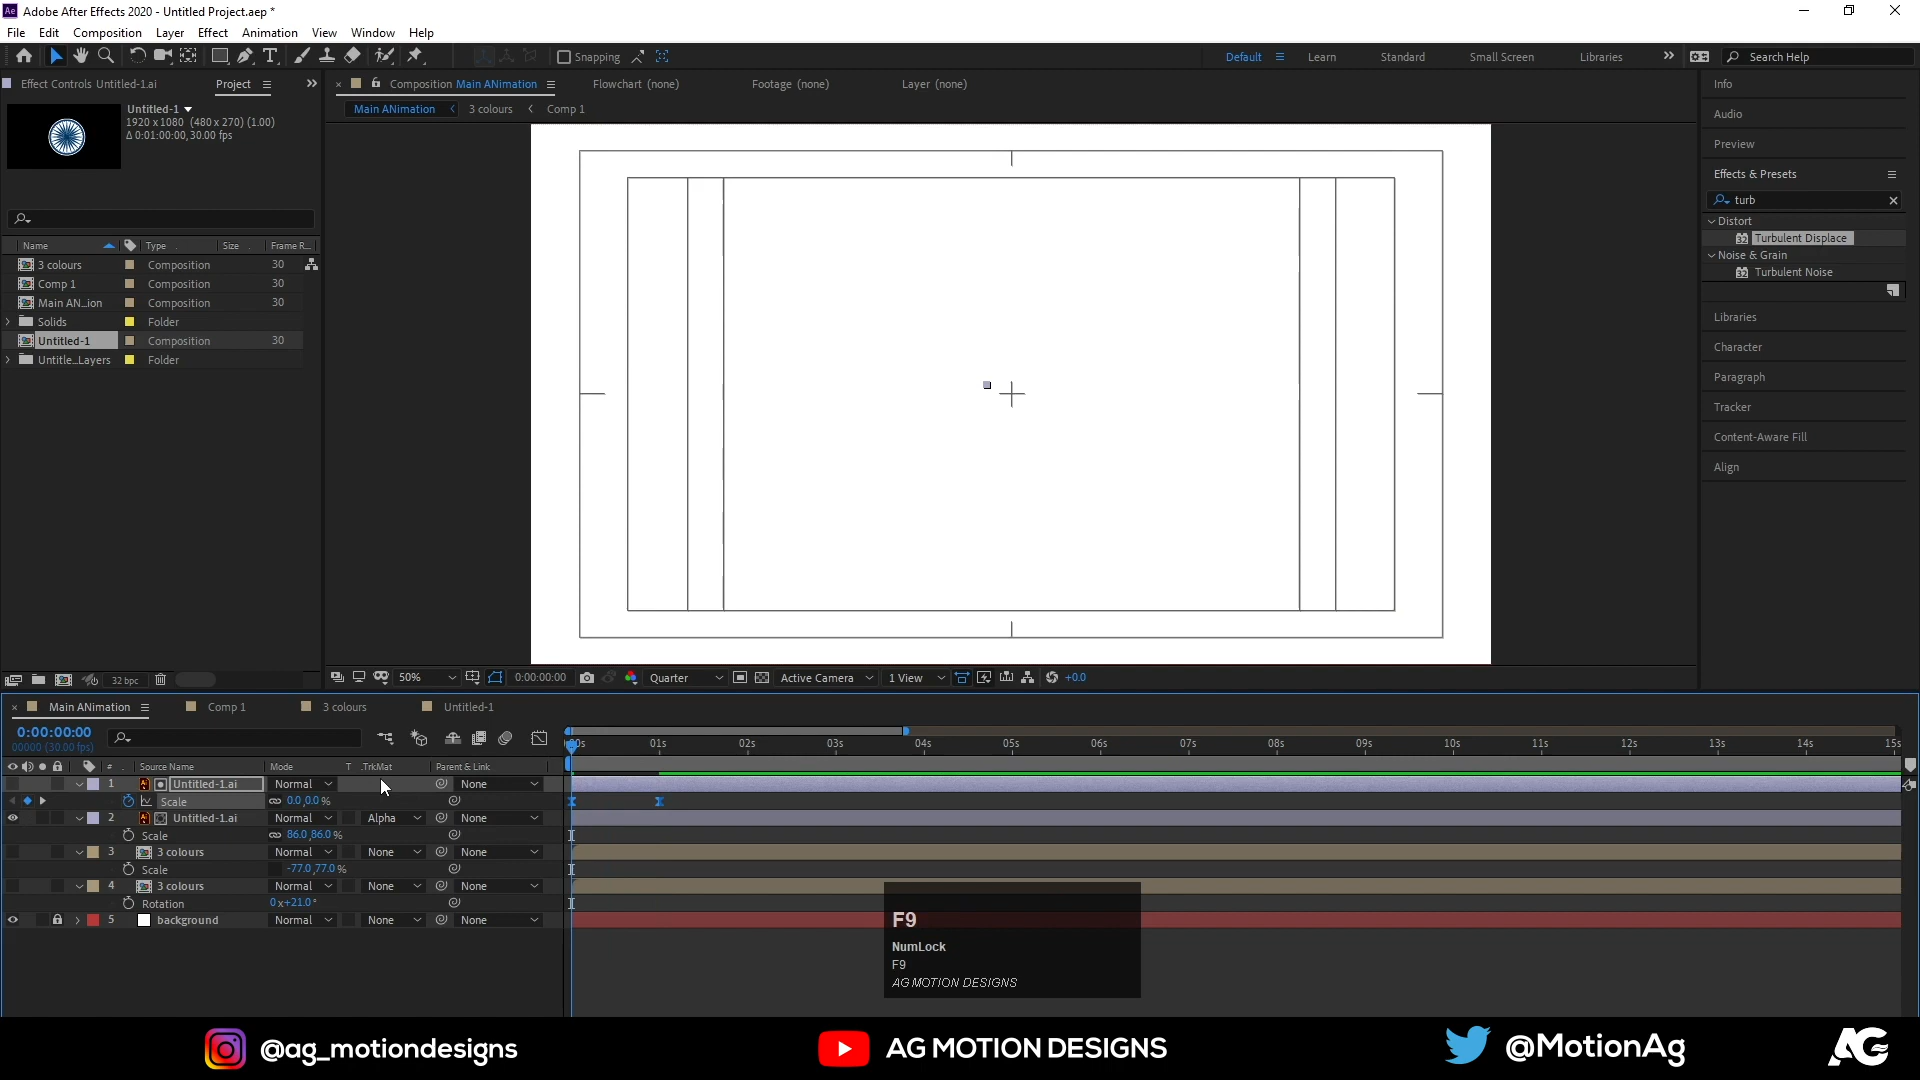 Ae Adobe After Effects 2020 - Untitled Project.aep *
File Edit Composition Layer Effect Animation View Window Help
Snapping Default Learn Standard Small Screen Libraries Search Help
Effect Controls Untitled-1.ai Project
Composition Main ANimation Flowchart (none) Footage (none) Layer (none)
Untitled-1
1920 x 1080 (480 x 270) (1.00)
Δ 0:01:00:00, 30.00 fps
Main ANimation 3 colours Comp 1
Name Type Size Frame R...
3 colours Composition 30
Comp 1 Composition 30
Main AN...ion Composition 30
Solids Folder
Untitled-1 Composition 30
Untitle...Layers Folder
32 bpc
50% 0:00:00:00 Quarter Active Camera 1 View +0.0
Info
Audio
Preview
Effects & Presets
turb
Distort
Turbulent Displace
Noise & Grain
Turbulent Noise
Libraries
Character
Paragraph
Tracker
Content-Aware Fill
Align
Main ANimation Comp 1 3 colours Untitled-1
0:00:00:00
00000 (30.00 fps)
00s 01s 02s 03s 04s 05s 06s 07s 08s 09s 10s 11s 12s 13s 14s 15s
# Source Name Mode T .TrkMat Parent & Link
1 Untitled-1.ai Normal None
Scale 0.0,0.0 %
2 Untitled-1.ai Normal Alpha None
Scale 86.0,86.0 %
3 3 colours Normal None None
Scale -77.0,77.0 %
4 3 colours Normal None None
Rotation 0x+21.0 °
5 background Normal None None
F9
NumLock
F9
AG MOTION DESIGNS
@ag_motiondesigns AG MOTION DESIGNS @MotionAg AG